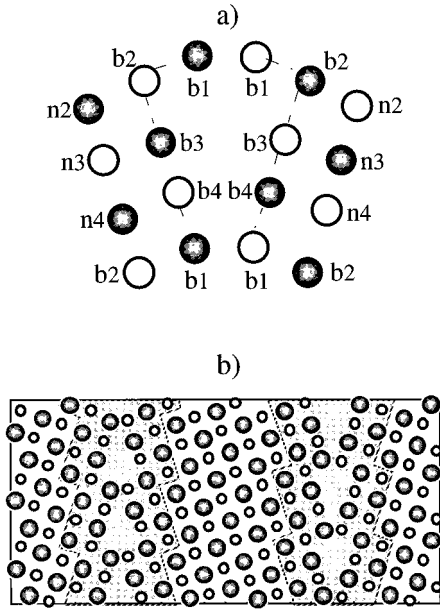 a)
b2 b2
b1 b1
n2 n2
b3 b3
n3 n3
b4 b4
n4 n4
b2 b1 b1 b2
b)